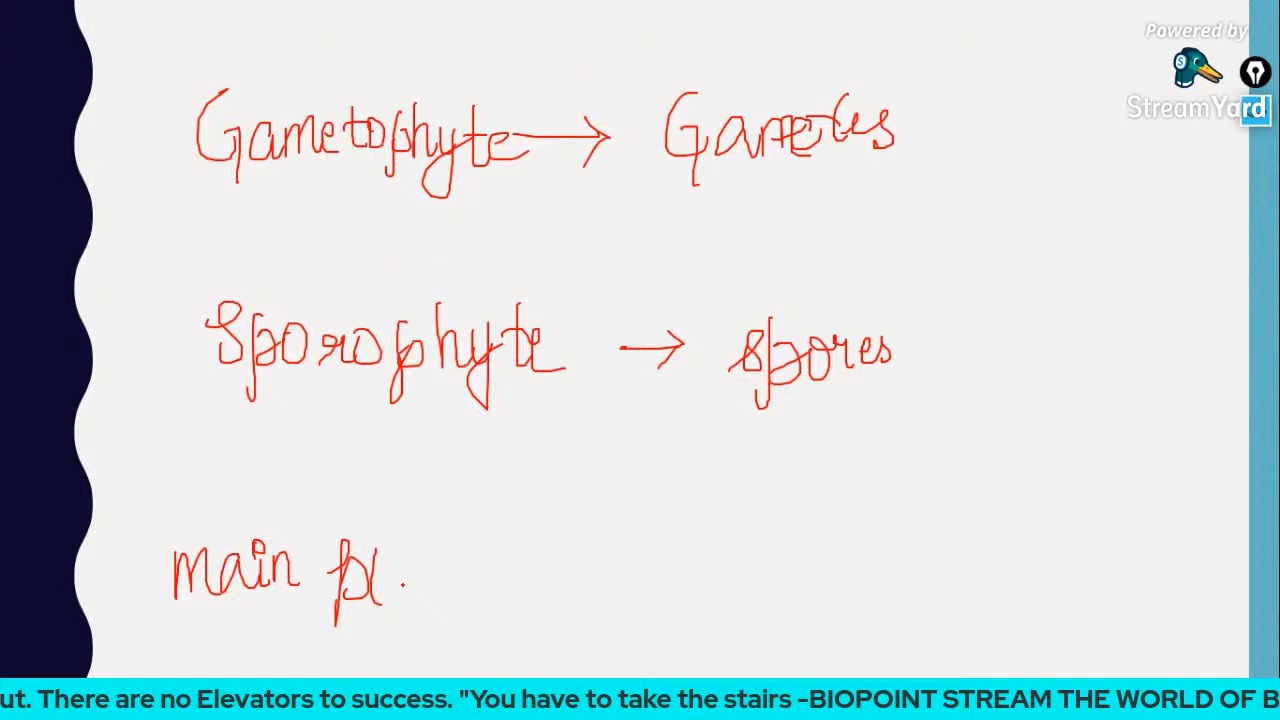 Powered by
StreamYard
Gametophyte → Gametes
Sporophyte → spores
main pl
ut. There are no Elevators to success. "You have to take the stairs -BIOPOINT STREAM THE WORLD OF B